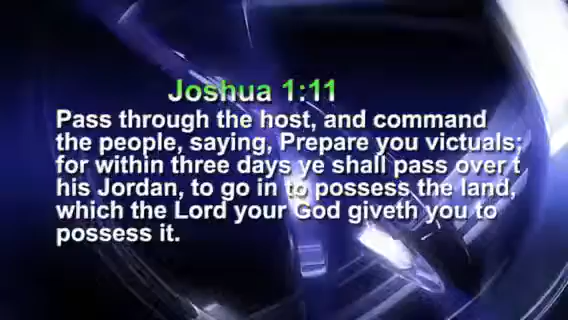 Joshua 1:11
Pass through the host, and command
the people, saying, Prepare you victuals;
for within three days ye shall pass over t
his Jordan, to go in to possess the land,
which the Lord your God giveth you to
possess it.